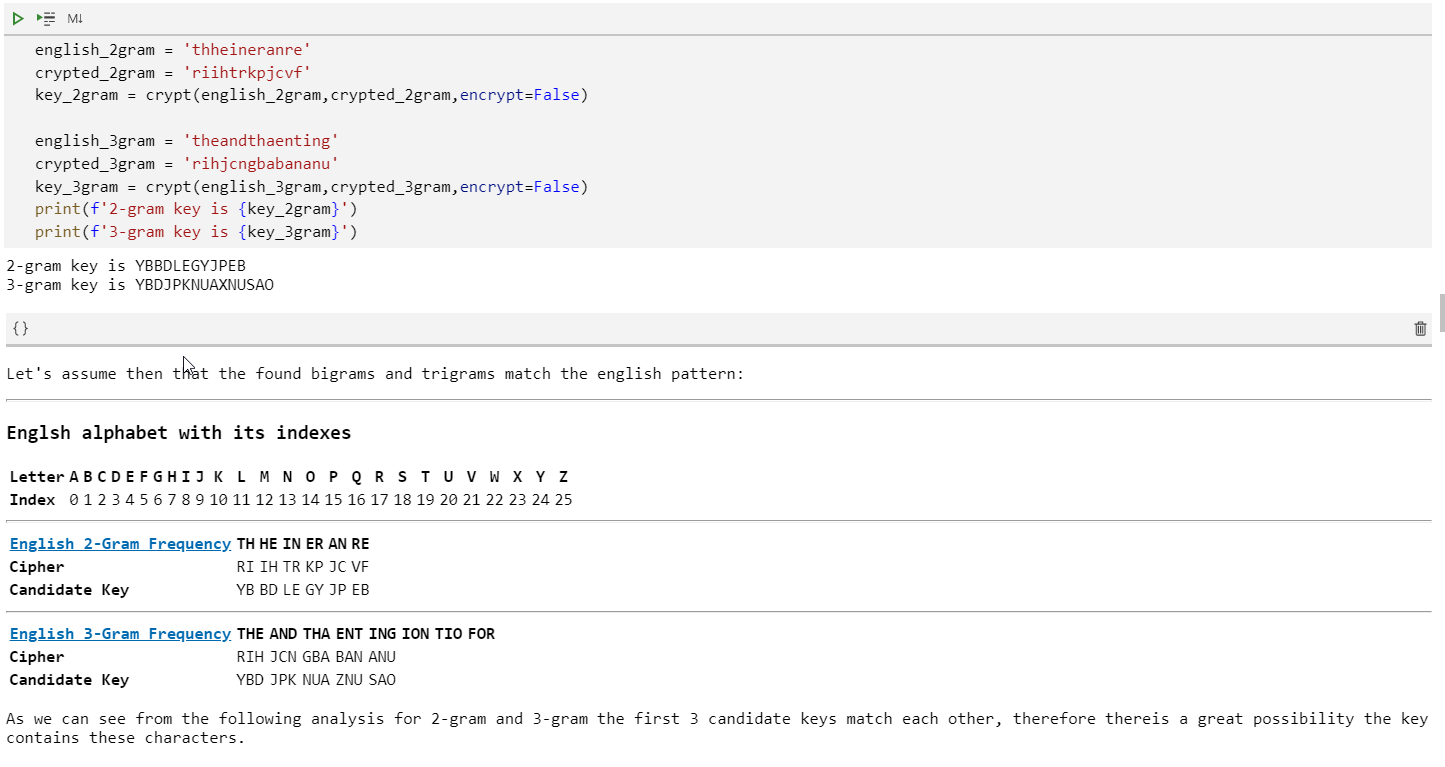 M↓
english_2gram = 'thheineranre'
crypted_2gram = 'riihtrkpjcvf'
key_2gram = crypt(english_2gram,crypted_2gram,encrypt=False)
english_3gram = 'theandthaenting'
crypted_3gram = 'rihjcngbabananu'
key_3gram = crypt(english_3gram,crypted_3gram,encrypt=False)
print(f'2-gram key is {key_2gram}')
print(f'3-gram key is {key_3gram}')
2-gram key is YBBDLEGYJPEB
3-gram key is YBDJPKNUAXNUSAO
{}
Let's assume then that the found bigrams and trigrams match the english pattern:
Englsh alphabet with its indexes
Letter A B C D E F G H I J K L M N O P Q R S T U V W X Y Z
Index 0 1 2 3 4 5 6 7 8 9 10 11 12 13 14 15 16 17 18 19 20 21 22 23 24 25
English 2-Gram Frequency TH HE IN ER AN RE
Cipher RI IH TR KP JC VF
Candidate Key YB BD LE GY JP EB
English 3-Gram Frequency THE AND THA ENT ING ION TIO FOR
Cipher RIH JCN GBA BAN ANU
Candidate Key YBD JPK NUA ZNU SAO
As we can see from the following analysis for 2-gram and 3-gram the first 3 candidate keys match each other, therefore thereis a great possibility the key
contains these characters.